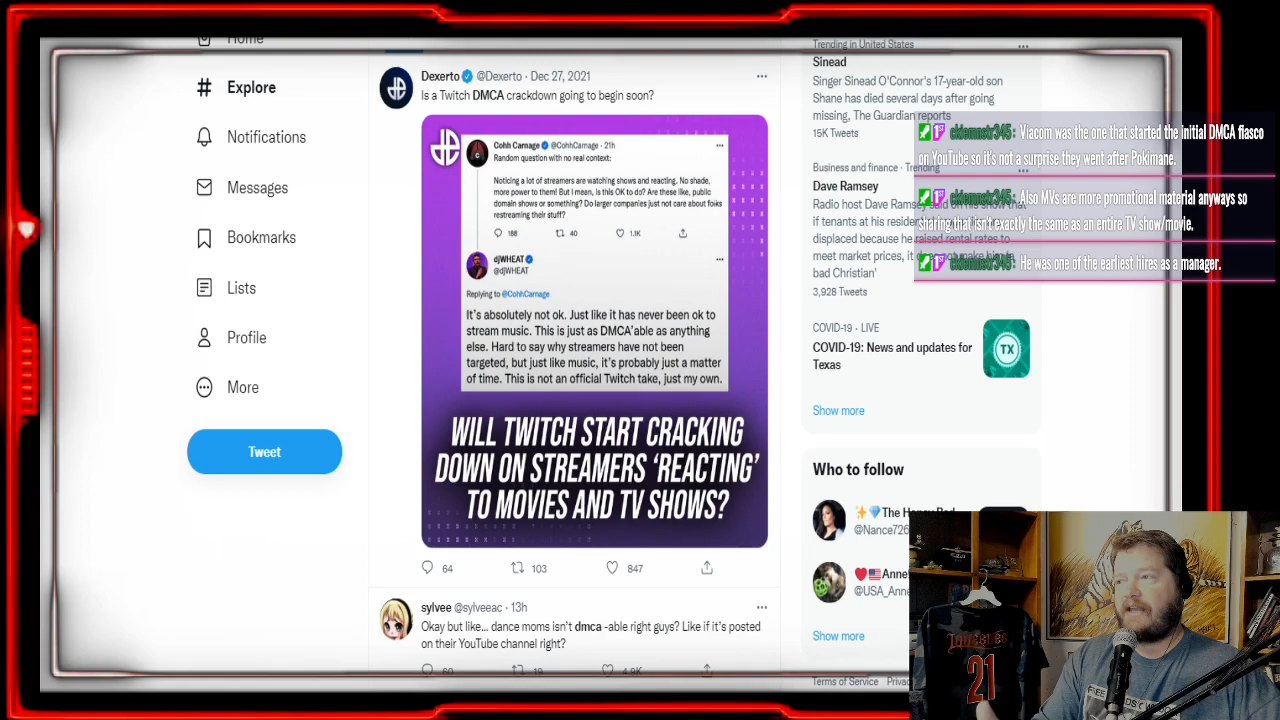 Home
Explore
Notifications
Messages
Bookmarks
Lists
Profile
More
Tweet
Dexerto @Dexerto · Dec 27, 2021
Is a Twitch DMCA crackdown going to begin soon?
Cohh Carnage @CohhCarnage · 21h
Random question with no real context:
Noticing a lot of streamers are watching shows and reacting. No shade,
more power to them! But I mean, is this OK to do? Are these like, public
domain shows or something? Do larger companies just not care about folks
restreaming their stuff?
188 40 1.1K
djWHEAT
@djWHEAT
Replying to @CohhCarnage
It's absolutely not ok. Just like it has never been ok to
stream music. This is just as DMCA'able as anything
else. Hard to say why streamers have not been
targeted, but just like music, it's probably just a matter
of time. This is not an official Twitch take, just my own.
WILL TWITCH START CRACKING
DOWN ON STREAMERS 'REACTING'
TO MOVIES AND TV SHOWS?
64 103 847
sylvee @sylveeac · 13h
Okay but like... dance moms isn't dmca -able right guys? Like if it's posted
on their YouTube channel right?
60 19 4.9K
Trending in United States
Sinead
Singer Sinead O'Connor's 17-year-old son
Shane has died several days after going
missing, The Guardian reports
15K Tweets
Business and finance · Trending
Dave Ramsey
Radio host Dave Ramsey said on his show that
if tenants at his
displaced because he raised rental rates to
meet market prices, it
bad Christian'
3,928 Tweets
COVID-19 · LIVE
COVID-19: News and updates for
Texas
TX
Show more
Who to follow
The
@Nance726
@USA_Anne
Show more
Terms of Service
cklemstr345: Viacom was the one that started the initial DMCA fiasco
on YouTube so it's not a surprise they went after Pokimane.
cklemstr345: Also MVs are more promotional material anyways so
sharing that isn't exactly the same as an entire TV show/movie.
cklemstr345: He was one of the earliest hires as a manager.
21